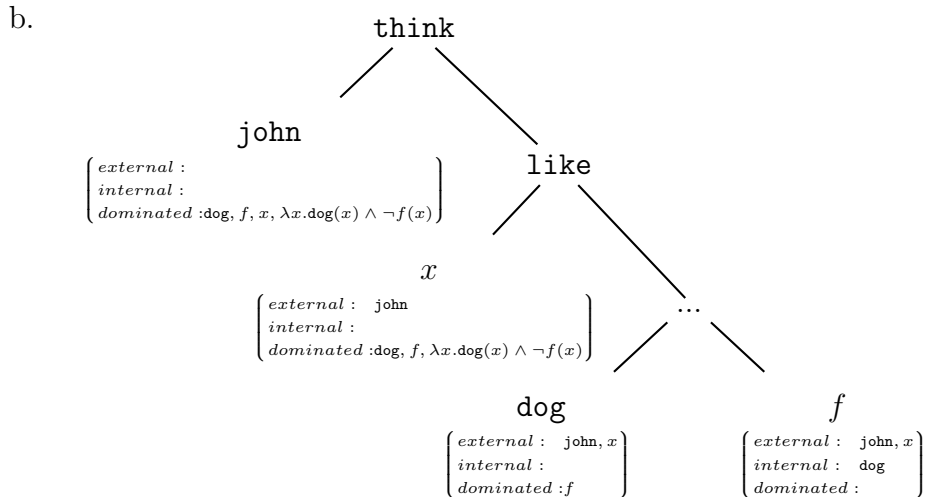 b.
think
john
external :
internal :
dominated :dog, f, x, λx.dog(x) ∧ ¬f(x)
like
x
external : john
internal :
dominated :dog, f, λx.dog(x) ∧ ¬f(x)
...
dog
external : john, x
internal :
dominated :f
f
external : john, x
internal : dog
dominated :